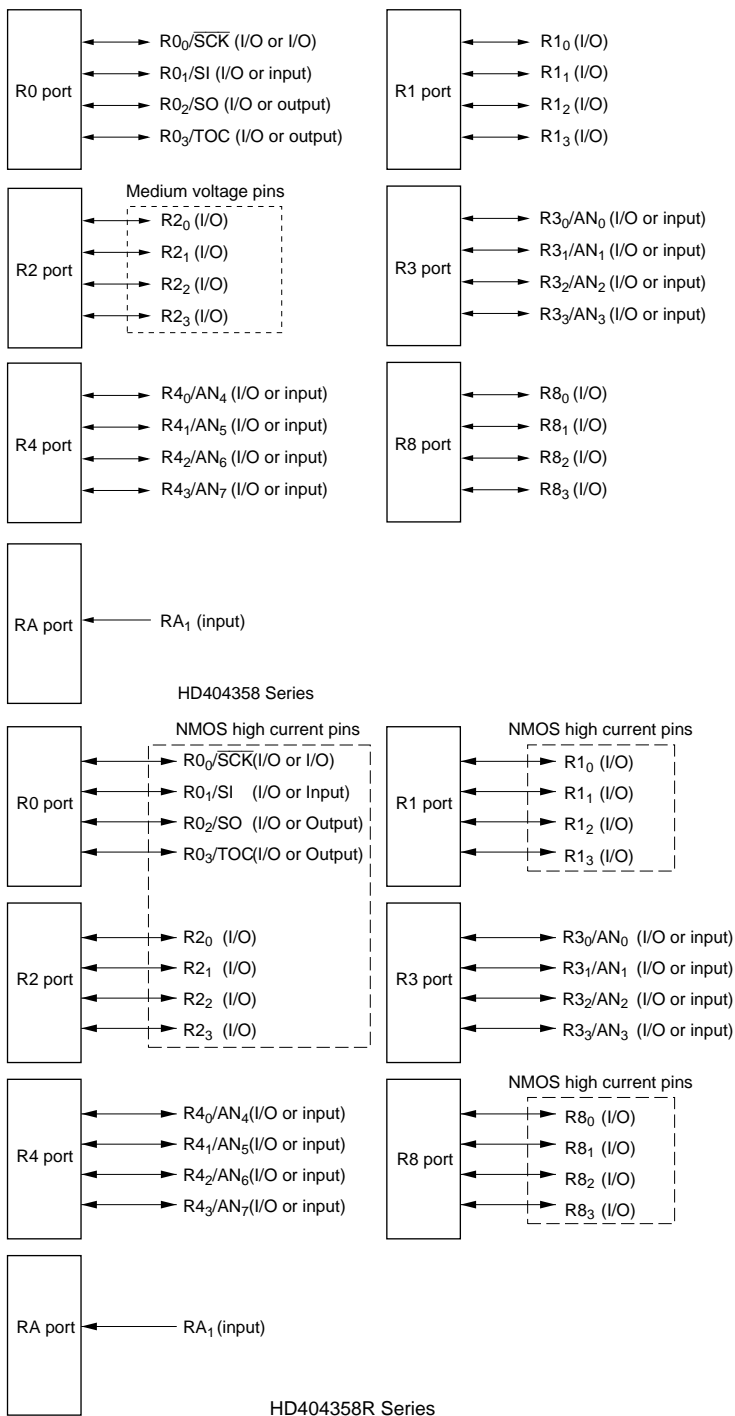 R0 port
R0₀/S̅C̅K̅ (I/O or I/O)
R0₁/SI (I/O or input)
R0₂/SO (I/O or output)
R0₃/TOC (I/O or output)
R1 port
R1₀ (I/O)
R1₁ (I/O)
R1₂ (I/O)
R1₃ (I/O)
Medium voltage pins
R2 port
R2₀ (I/O)
R2₁ (I/O)
R2₂ (I/O)
R2₃ (I/O)
R3 port
R3₀/AN₀ (I/O or input)
R3₁/AN₁ (I/O or input)
R3₂/AN₂ (I/O or input)
R3₃/AN₃ (I/O or input)
R4 port
R4₀/AN₄ (I/O or input)
R4₁/AN₅ (I/O or input)
R4₂/AN₆ (I/O or input)
R4₃/AN₇ (I/O or input)
R8 port
R8₀ (I/O)
R8₁ (I/O)
R8₂ (I/O)
R8₃ (I/O)
RA port
RA₁ (input)
HD404358 Series
NMOS high current pins
R0 port
R0₀/S̅C̅K̅(I/O or I/O)
R0₁/SI (I/O or Input)
R0₂/SO (I/O or Output)
R0₃/TOC(I/O or Output)
NMOS high current pins
R1 port
R1₀ (I/O)
R1₁ (I/O)
R1₂ (I/O)
R1₃ (I/O)
R2 port
R2₀ (I/O)
R2₁ (I/O)
R2₂ (I/O)
R2₃ (I/O)
R3 port
R3₀/AN₀ (I/O or input)
R3₁/AN₁ (I/O or input)
R3₂/AN₂ (I/O or input)
R3₃/AN₃ (I/O or input)
R4 port
R4₀/AN₄(I/O or input)
R4₁/AN₅(I/O or input)
R4₂/AN₆(I/O or input)
R4₃/AN₇(I/O or input)
NMOS high current pins
R8 port
R8₀ (I/O)
R8₁ (I/O)
R8₂ (I/O)
R8₃ (I/O)
RA port
RA₁ (input)
HD404358R Series